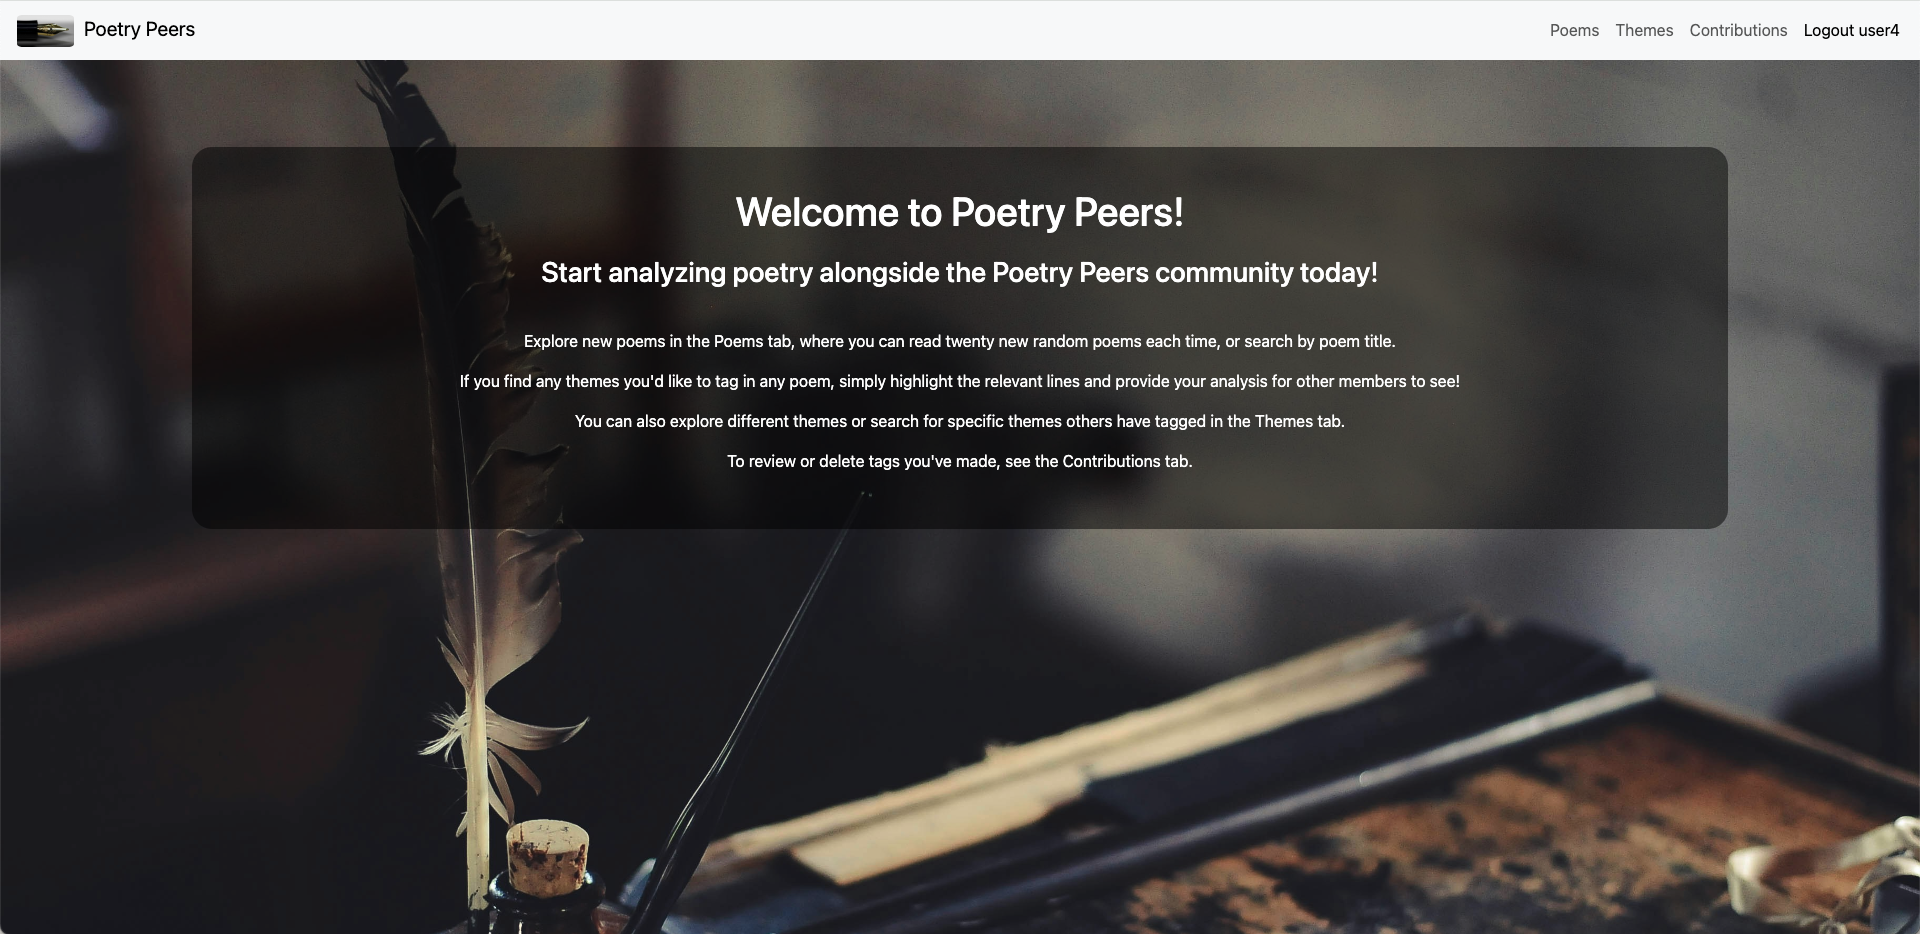 Poetry Peers
Poems Themes Contributions Logout user4
Welcome to Poetry Peers!
Start analyzing poetry alongside the Poetry Peers community today!
Explore new poems in the Poems tab, where you can read twenty new random poems each time, or search by poem title.
If you find any themes you'd like to tag in any poem, simply highlight the relevant lines and provide your analysis for other members to see!
You can also explore different themes or search for specific themes others have tagged in the Themes tab.
To review or delete tags you've made, see the Contributions tab.